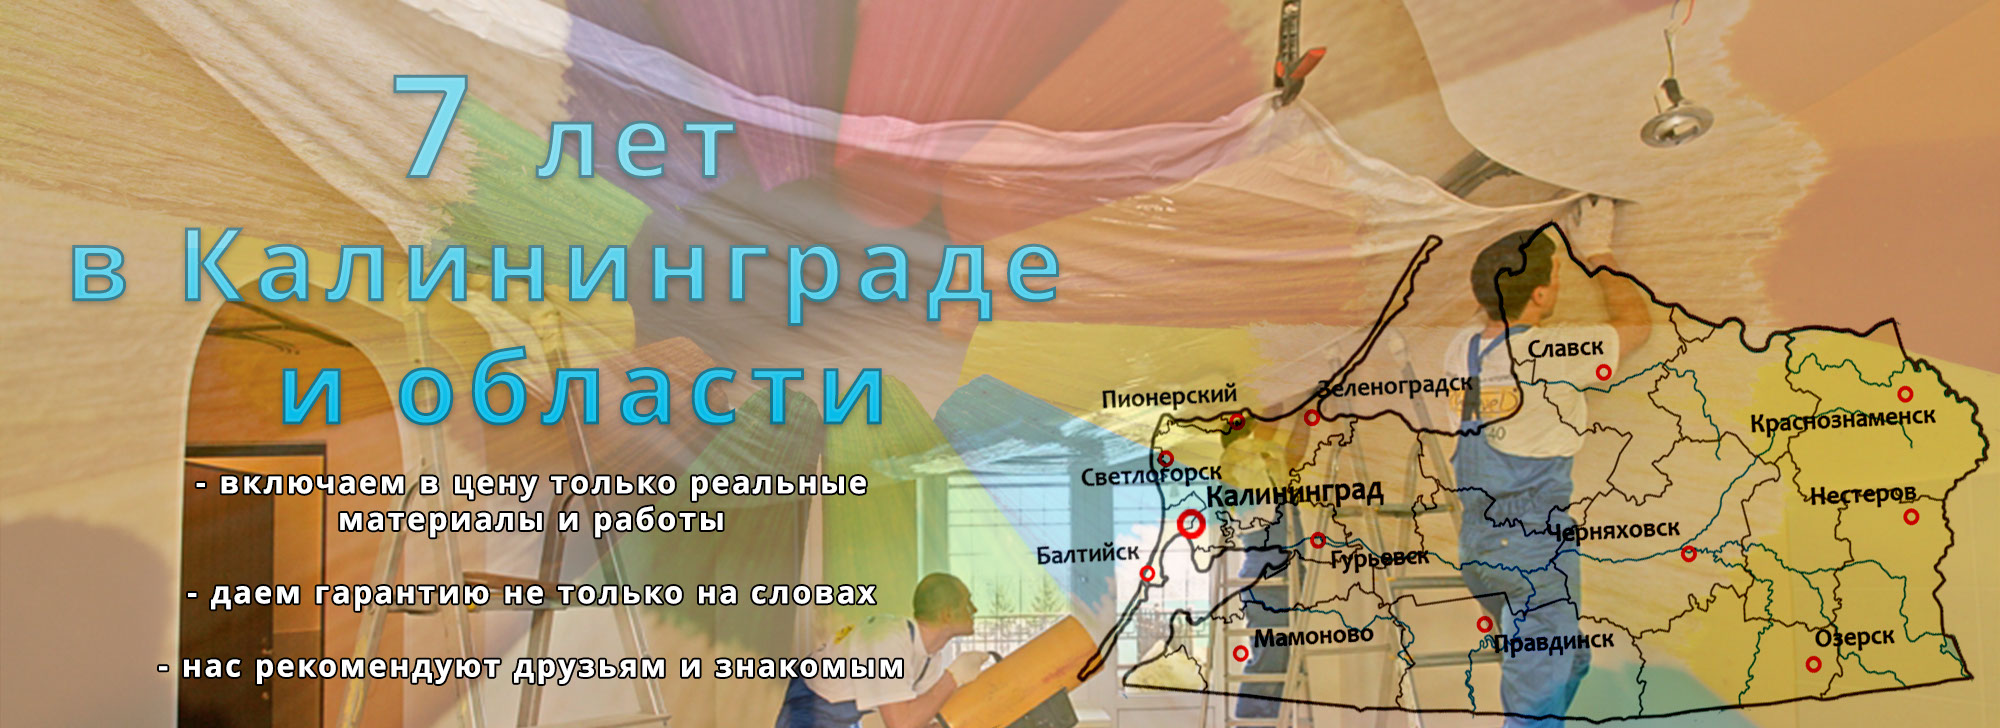 7 лет
в Калининграде
и области
- включаем в цену только реальные
материалы и работы
- даем гарантию не только на словах
- нас рекомендуют друзьям и знакомым
Славск
Пионерский
Зеленоградск
Краснознаменск
Светлогорск
Калининград
Нестеров
Черняховск
Балтийск
Гурьевск
Мамоново
Правдинск
Озерск